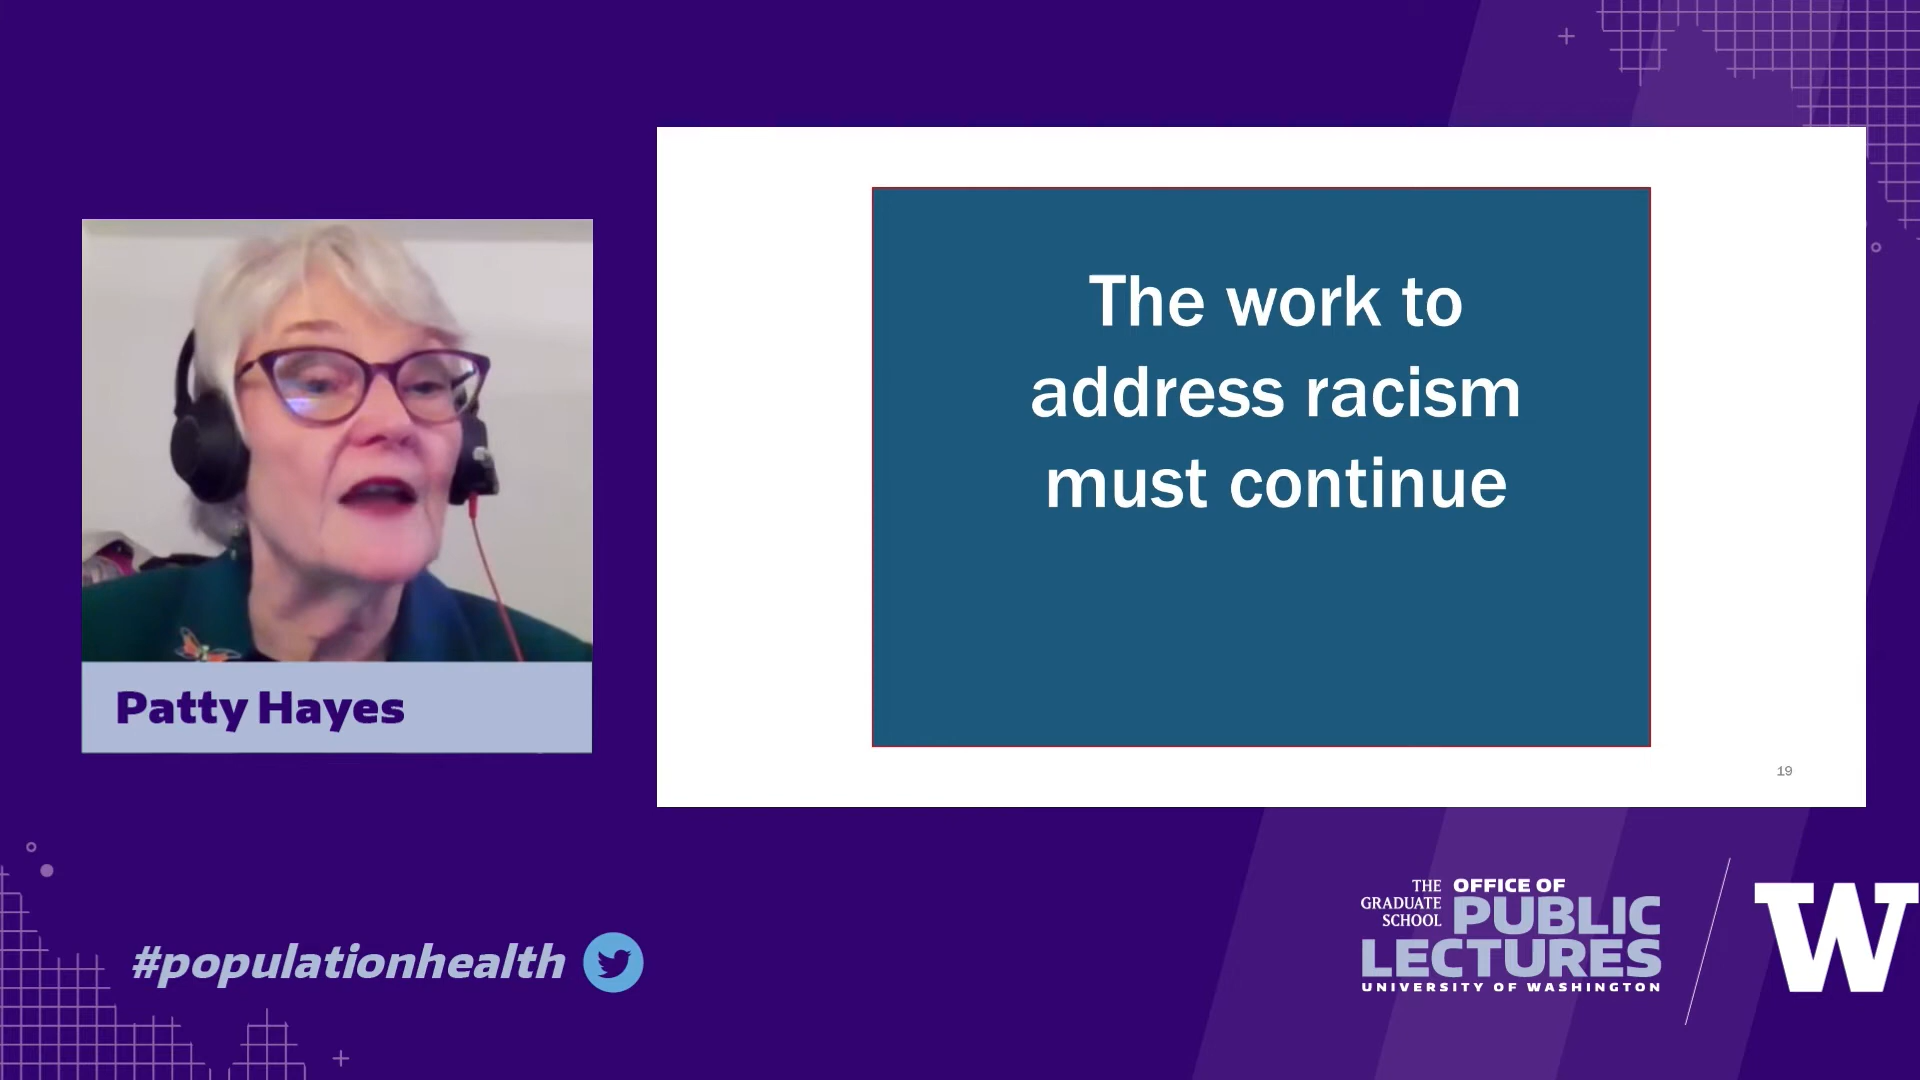 The work to
address racism
must continue
19
Patty Hayes
#populationhealth
THE
GRADUATE
SCHOOL
OFFICE OF
PUBLIC
LECTURES
UNIVERSITY OF WASHINGTON
W